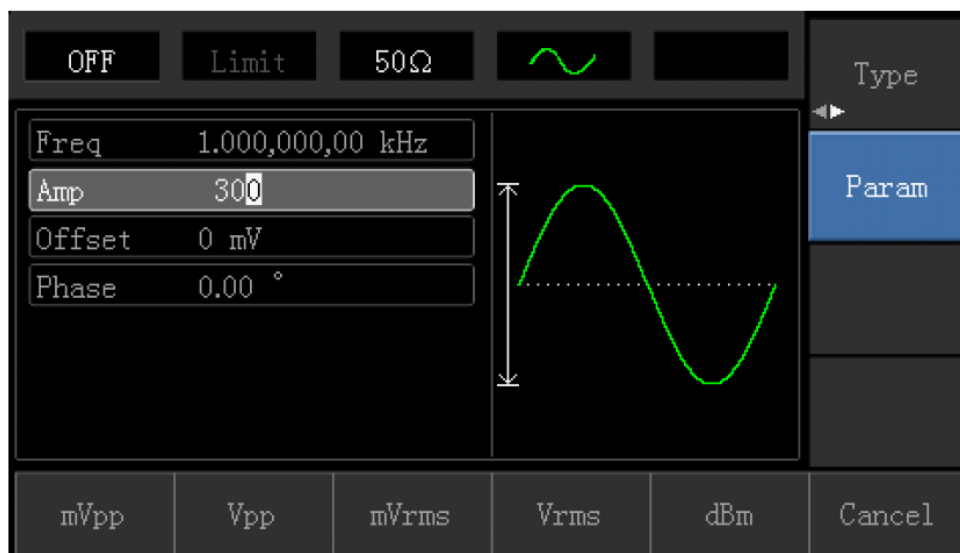 OFF Limit 50Ω
Type
Freq 1.000,000,00 kHz
Param
Amp 300
Offset 0 mV
Phase 0.00 °
mVpp Vpp mVrms Vrms dBm Cancel